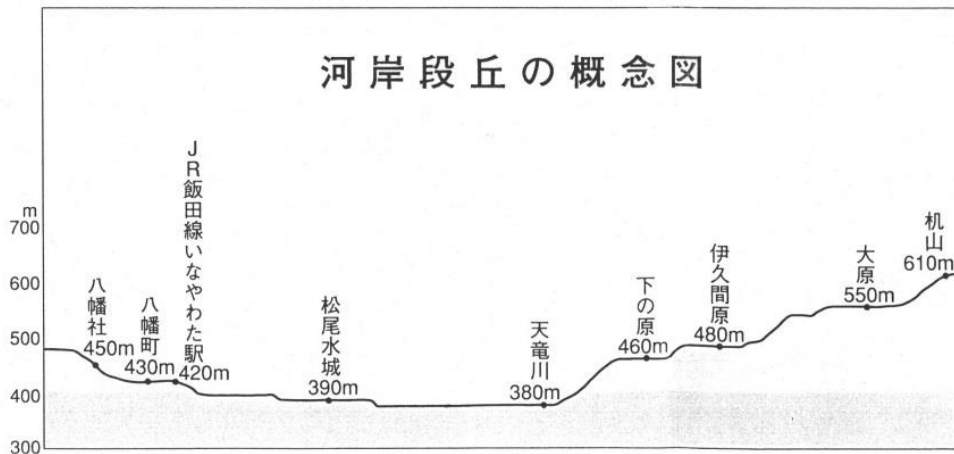 河岸段丘の概念図
m
700
600
500
400
300
八幡社
450m
八幡町
430m
JR飯田線いなやわた駅
420m
松尾水城
390m
天竜川
380m
下の原
460m
伊久間原
480m
大原
550m
机山
610m